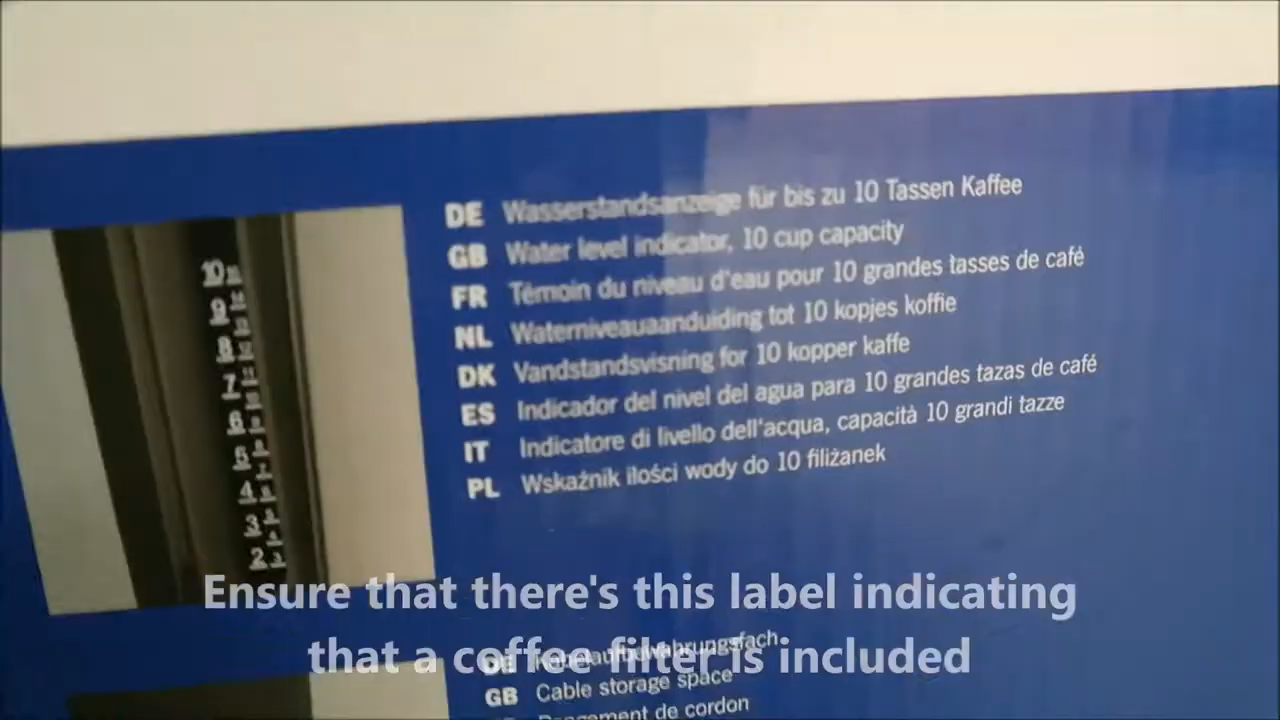 DE Wasserstandsanzeige für bis zu 10 Tassen Kaffee
GB Water level indicator, 10 cup capacity
FR Témoin du niveau d'eau pour 10 grandes tasses de café
NL Waterniveauaanduiding tot 10 kopjes koffie
DK Vandstandsvisning for 10 kopper kaffe
ES Indicador del nivel del agua para 10 grandes tazas de café
IT Indicatore di livello dell'acqua, capacità 10 grandi tazze
PL Wskaźnik ilości wody do 10 filiżanek
10
9
8
7
6
5
4
3
2
Ensure that there's this label indicating
that a coffee filter is included
DE Kabelaufbewahrungsfach
GB Cable storage space
Rangement de cordon